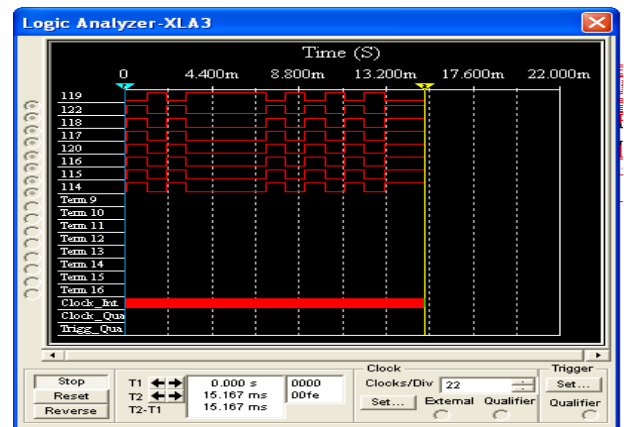 Logic Analyzer-XLA3
Time (S)
0 4.400m 8.800m 13.200m 17.600m 22.000m
119
122
118
117
120
116
115
114
Term 9
Term 10
Term 11
Term 12
Term 13
Term 14
Term 15
Term 16
Clock_Int
Clock_Qua
Trigg_Qua
Stop
Reset
Reverse
T1 0.000 s 0000
T2 15.167 ms 00fe
T2-T1 15.167 ms
Clock
Clocks/Div 22
Set... External Qualifier
Trigger
Set...
Qualifier